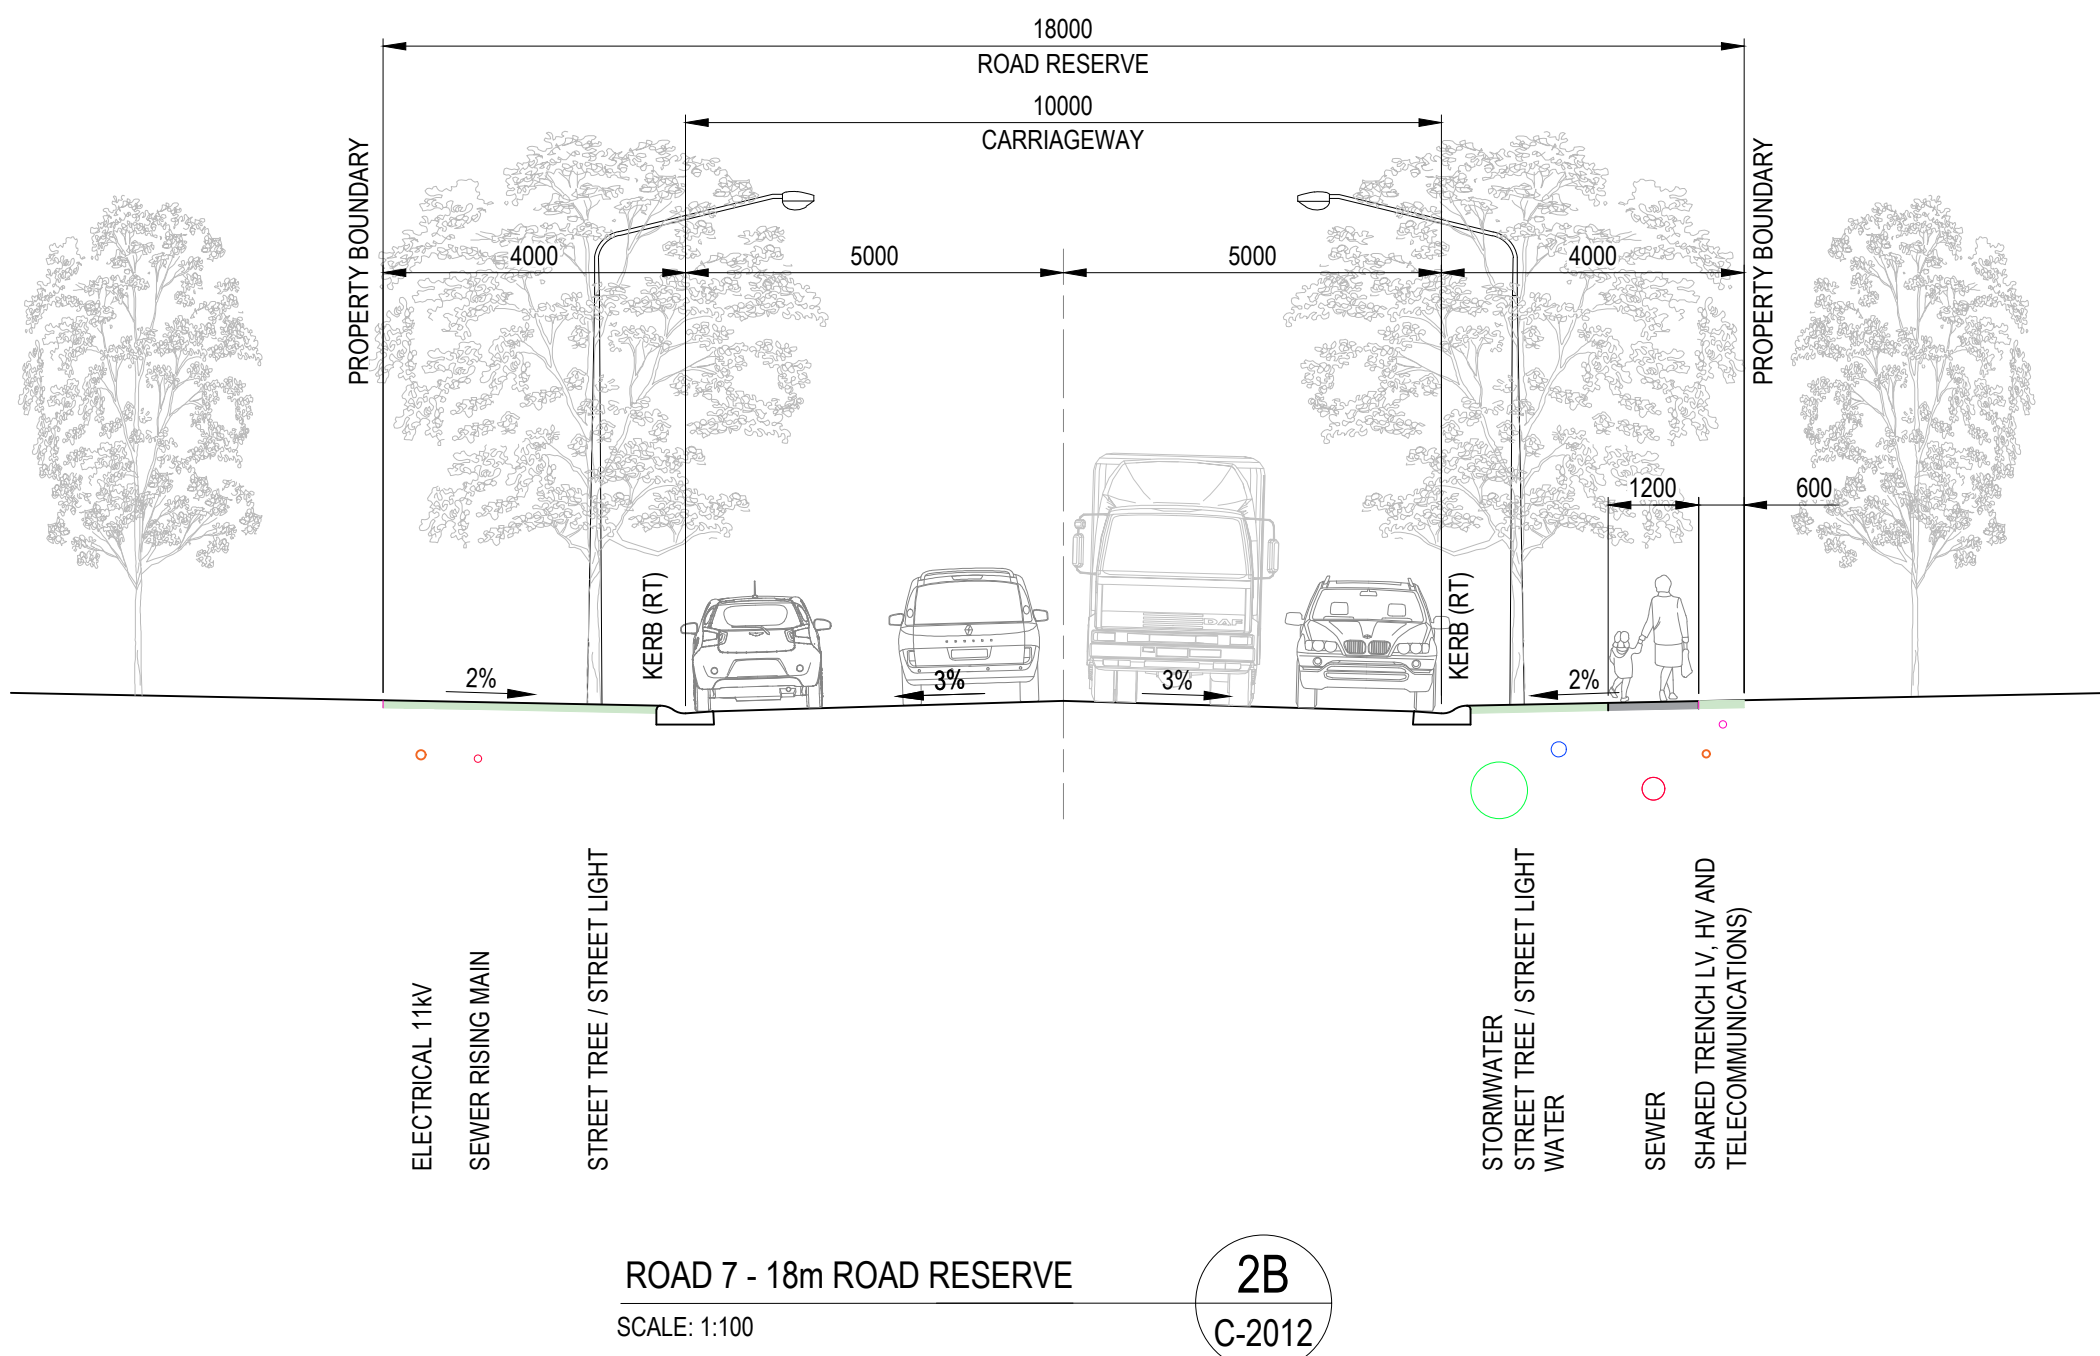 18000
ROAD RESERVE
10000
CARRIAGEWAY
PROPERTY BOUNDARY
PROPERTY BOUNDARY
4000
5000
5000
4000
1200
600
KERB (RT)
KERB (RT)
DAF
2%
3%
3%
2%
ELECTRICAL 11kV
SEWER RISING MAIN
STREET TREE / STREET LIGHT
STORMWATER
STREET TREE / STREET LIGHT
WATER
SEWER
SHARED TRENCH LV, HV AND
TELECOMMUNICATIONS)
ROAD 7 - 18m ROAD RESERVE
SCALE: 1:100
2B
C-2012